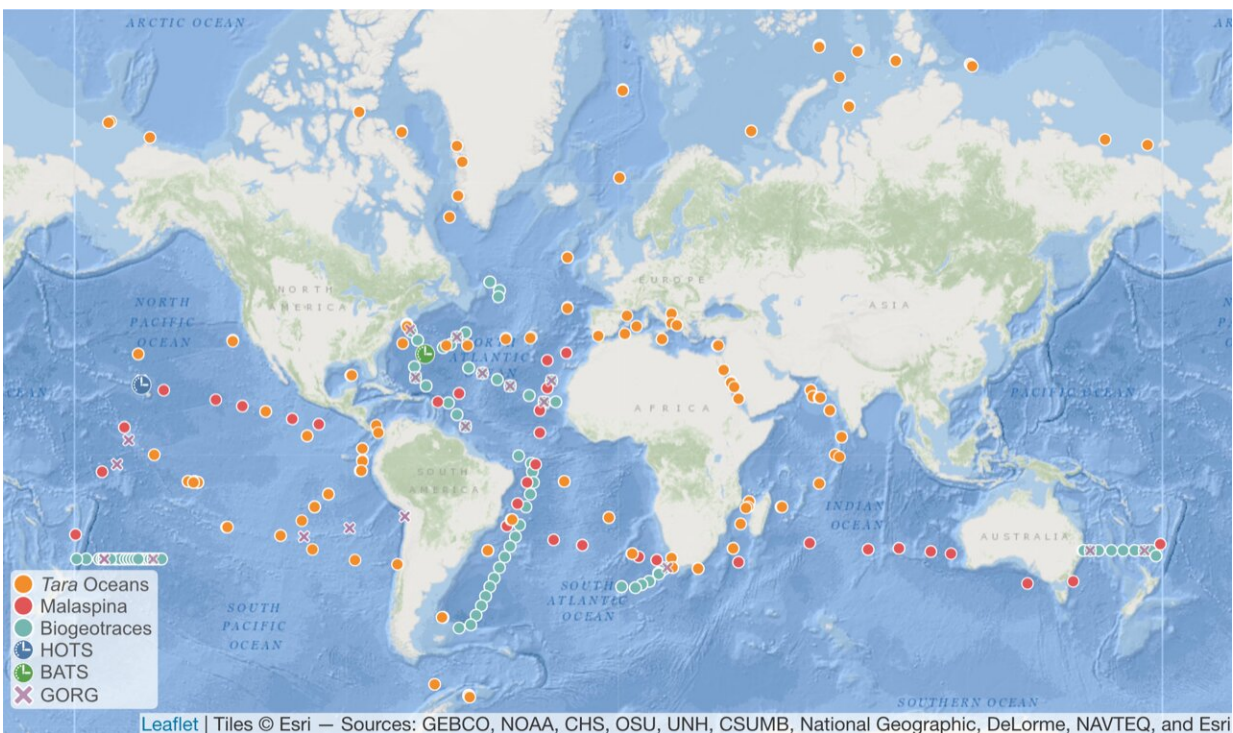 ARCTIC OCEAN
AR
NORTH
AMERICA
EUROPE
ASIA
NORTH
PACIFIC
OCEAN
N
P
O
ATLANTIC
PACIFIC OCEAN
AFRICA
SOUTH
AMERICA
INDIAN
OCEAN
AUSTRALIA
SOUTH
ATLANTIC
OCEAN
SOUTH
PACIFIC
OCEAN
SOUTHERN OCEAN
Tara Oceans
Malaspina
Biogeotraces
HOTS
BATS
GORG
Leaflet | Tiles © Esri — Sources: GEBCO, NOAA, CHS, OSU, UNH, CSUMB, National Geographic, DeLorme, NAVTEQ, and Esri